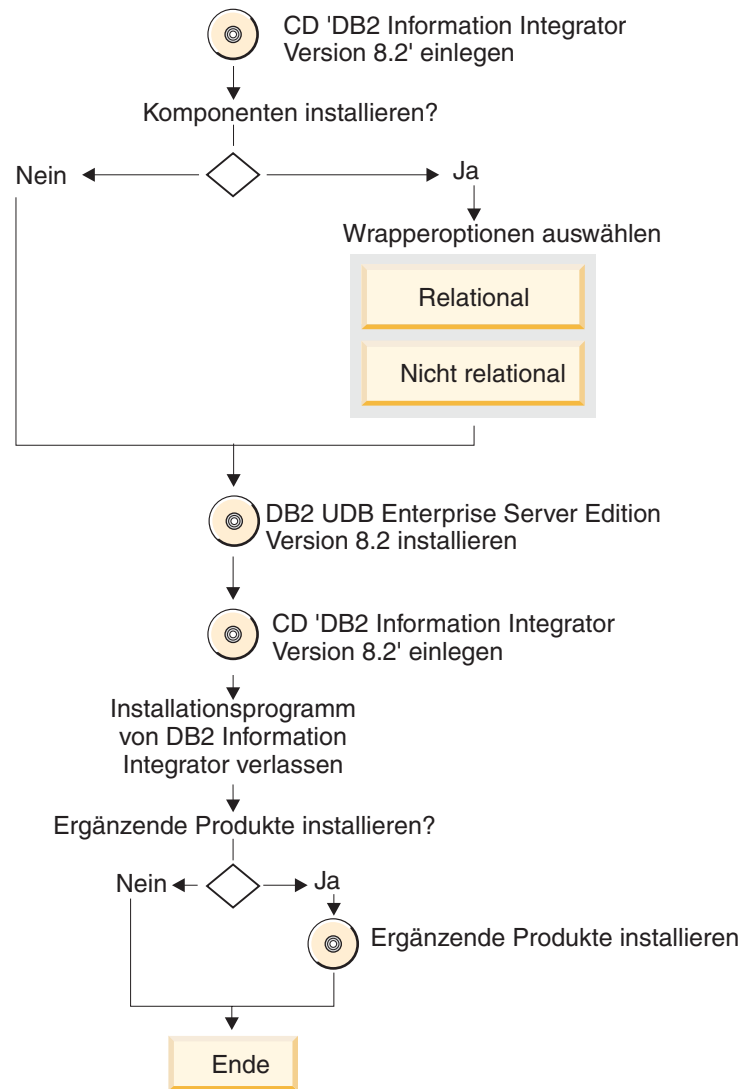 CD 'DB2 Information Integrator
Version 8.2' einlegen
Komponenten installieren?
Nein
Ja
Wrapperoptionen auswählen
Relational
Nicht relational
DB2 UDB Enterprise Server Edition
Version 8.2 installieren
CD 'DB2 Information Integrator
Version 8.2' einlegen
Installationsprogramm
von DB2 Information
Integrator verlassen
Ergänzende Produkte installieren?
Nein
Ja
Ergänzende Produkte installieren
Ende